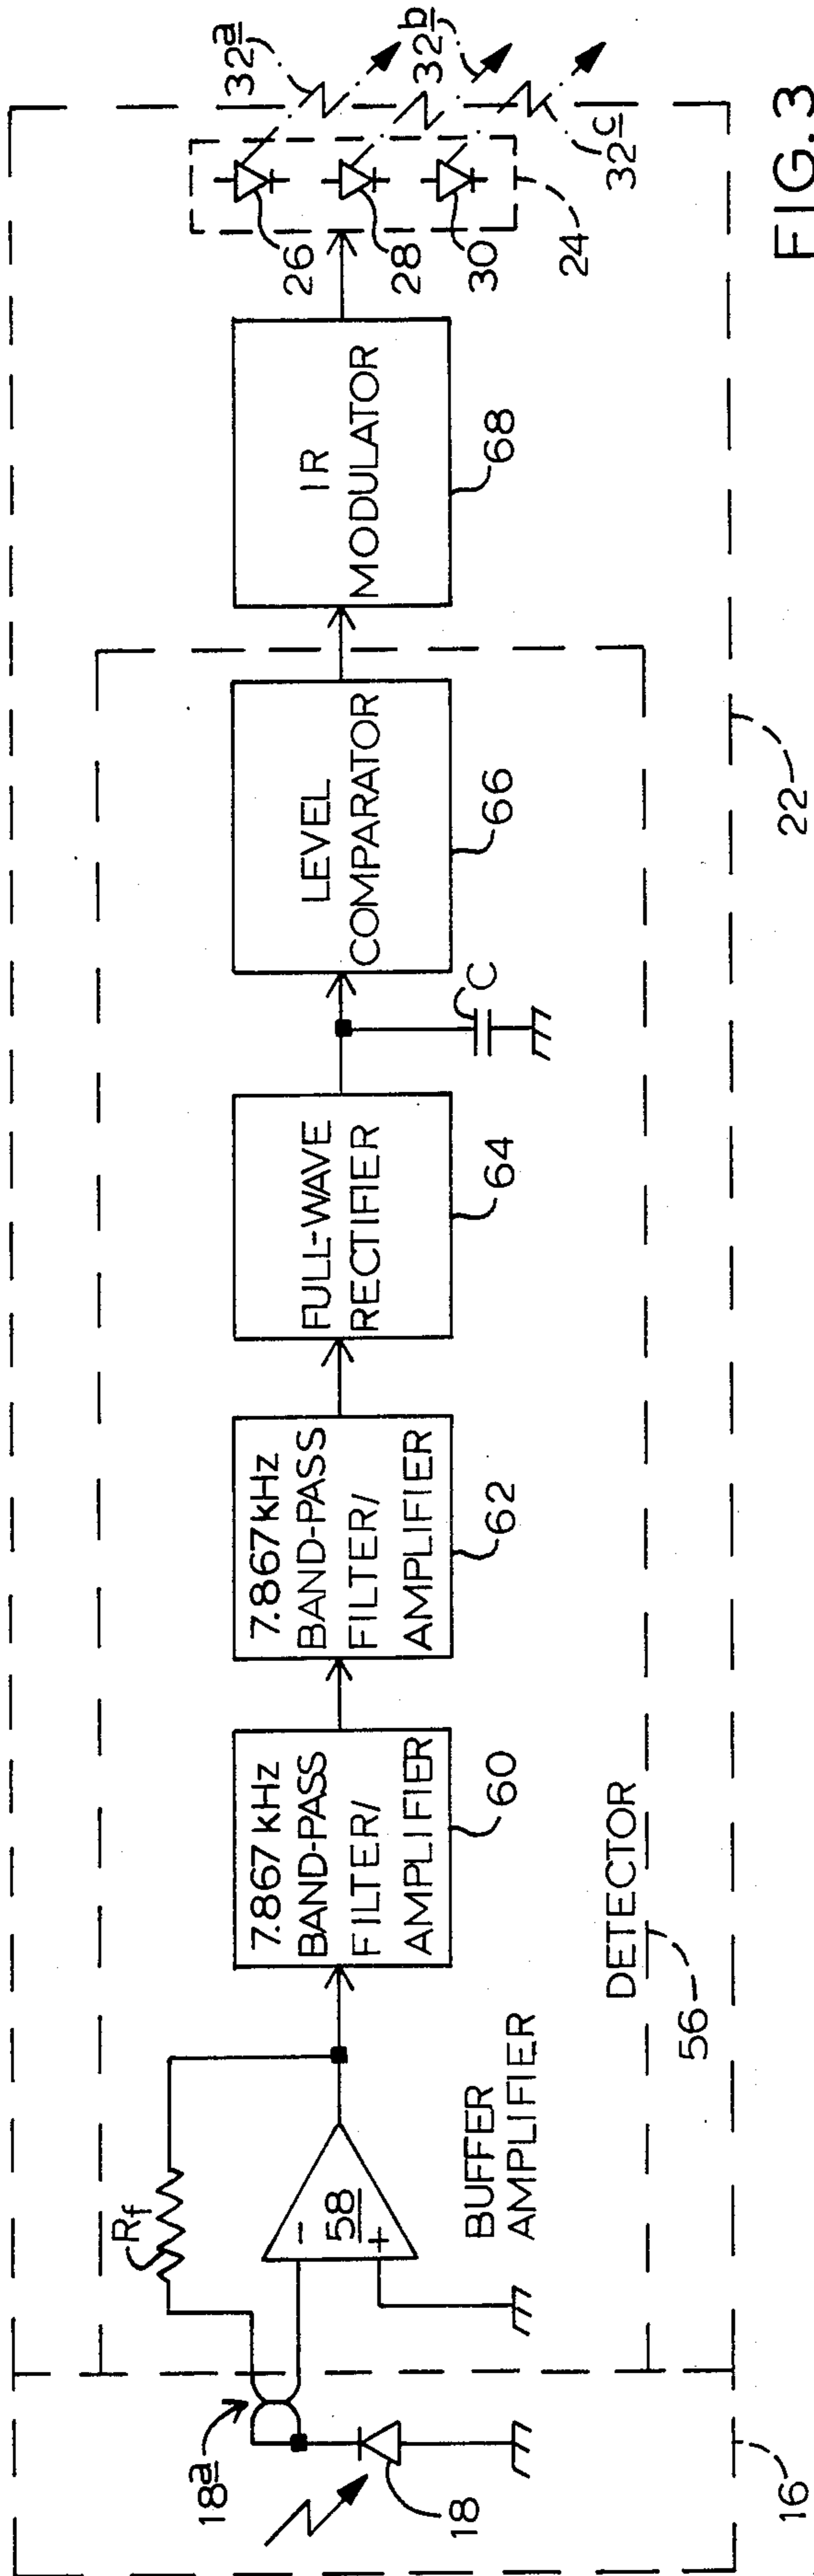 18a
18
16
Rf
−
58
+
BUFFER
AMPLIFIER
DETECTOR
56
7.867 kHz
BAND-PASS
FILTER/
AMPLIFIER
60
7.867 kHz
BAND-PASS
FILTER/
AMPLIFIER
62
FULL-WAVE
RECTIFIER
64
C
LEVEL
COMPARATOR
66
IR
MODULATOR
68
22
26
28
30
24
32a
32b
32c
FIG. 3